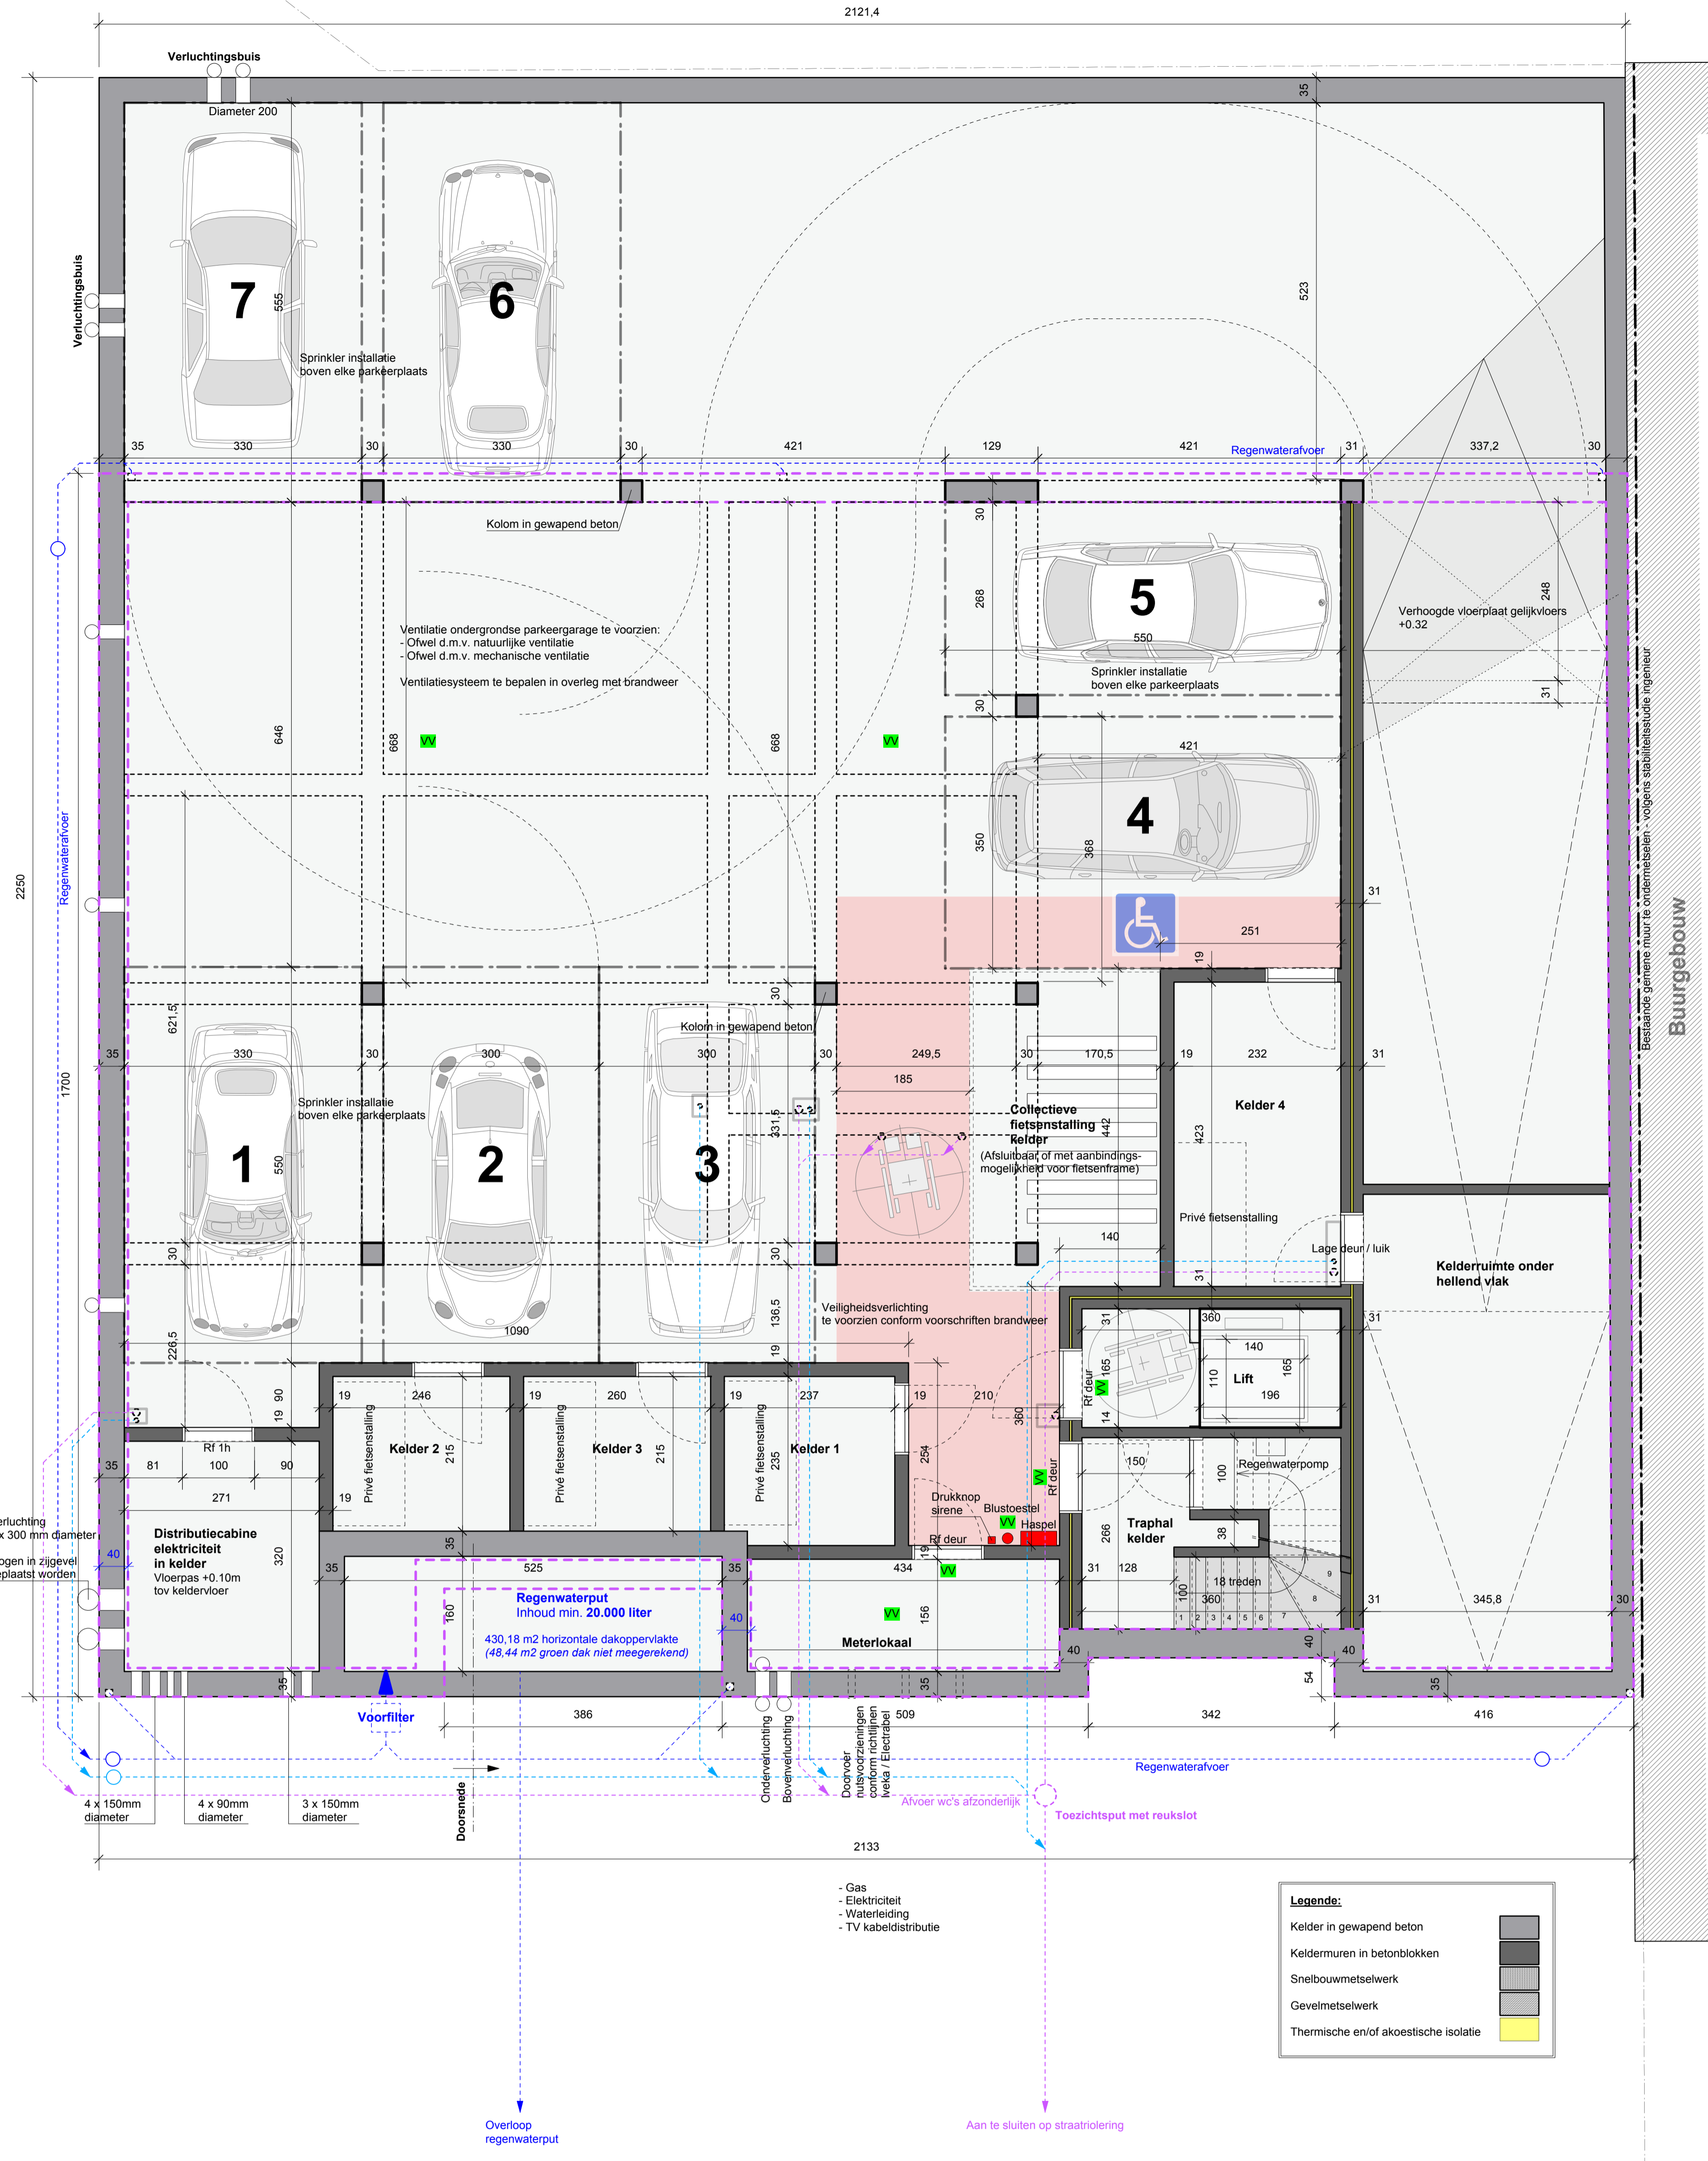 2121,4
Verluchtingsbuis
Diameter 200
35
Verluchtingsbuis
7
555
6
523
Sprinkler installatie
boven elke parkeerplaats
35
330
30
330
30
421
129
421
31
337,2
30
Regenwaterafvoer
Kolom in gewapend beton
30
5
268
550
248
Verhoogde vloerplaat gelijkvloers
+0.32
Ventilatie ondergrondse parkeergarage te voorzien:
- Ofwel d.m.v. natuurlijke ventilatie
- Ofwel d.m.v. mechanische ventilatie
Ventilatiesysteem te bepalen in overleg met brandweer
Sprinkler installatie
boven elke parkeerplaats
31
30
646
668
VV
668
VV
421
4
350
368
2250
Regenwaterafvoer
31
251
19
Bestaande gemene muur te ondermetselen - volgens stabiliteitsstudie ingenieur
Buurgebouw
621,5
30
Kolom in gewapend beton
35
330
30
300
300
30
249,5
30
170,5
19
232
31
1700
185
Sprinkler installatie
boven elke parkeerplaats
331,5
Collectieve
fietsenstalling
kelder
(Afsluitbaar of met aanbindings-
mogelijkheid voor fietsenframe)
442
423
Kelder 4
1
550
2
3
Privé fietsenstalling
140
30
30
Lage deur / luik
31
Kelderruimte onder
hellend vlak
Veiligheidsverlichting
te voorzien conform voorschriften brandweer
1090
136,5
226,5
19
31
360
31
140
165
110
165
Lift
196
Rf deur
VV
14
90
19
19
246
19
260
19
237
19
210
360
Privé fietsenstalling
Kelder 2
215
Privé fietsenstalling
Kelder 3
215
Privé fietsenstalling
Kelder 1
235
254
Rf 1h
35
81
100
90
271
19
VV
Rf deur
150
100
Regenwaterpomp
Drukknop
sirene
Blustoestel
VV
Haspel
Rf deur
Traphal
kelder
266
38
Distributiecabine
elektriciteit
in kelder
Vloerpas +0.10m
tov keldervloer
320
35
19
40
35
525
35
434
31
128
100
18 treden
360
31
345,8
30
1
2
3
4
5
6
7
8
9
VV
Regenwaterput
Inhoud min. 20.000 liter
160
40
156
VV
430,18 m2 horizontale dakoppervlakte
(48,44 m2 groen dak niet meegerekend)
Meterlokaal
40
40
40
54
35
35
35
x 300 mm diameter
Voorfilter
386
509
342
416
Onderverluchting
Bovenverluchting
Doorvoer
nutsvoorzieningen
conform richtlijnen
Iveka / Electrabel
Regenwaterafvoer
Doorsnede
4 x 150mm
diameter
4 x 90mm
diameter
3 x 150mm
diameter
Afvoer wc's afzonderlijk
Toezichtsput met reukslot
2133
- Gas
- Elektriciteit
- Waterleiding
- TV kabeldistributie
Legende:
Kelder in gewapend beton
Keldermuren in betonblokken
Snelbouwmetselwerk
Gevelmetselwerk
Thermische en/of akoestische isolatie
Overloop
regenwaterput
Aan te sluiten op straatriolering